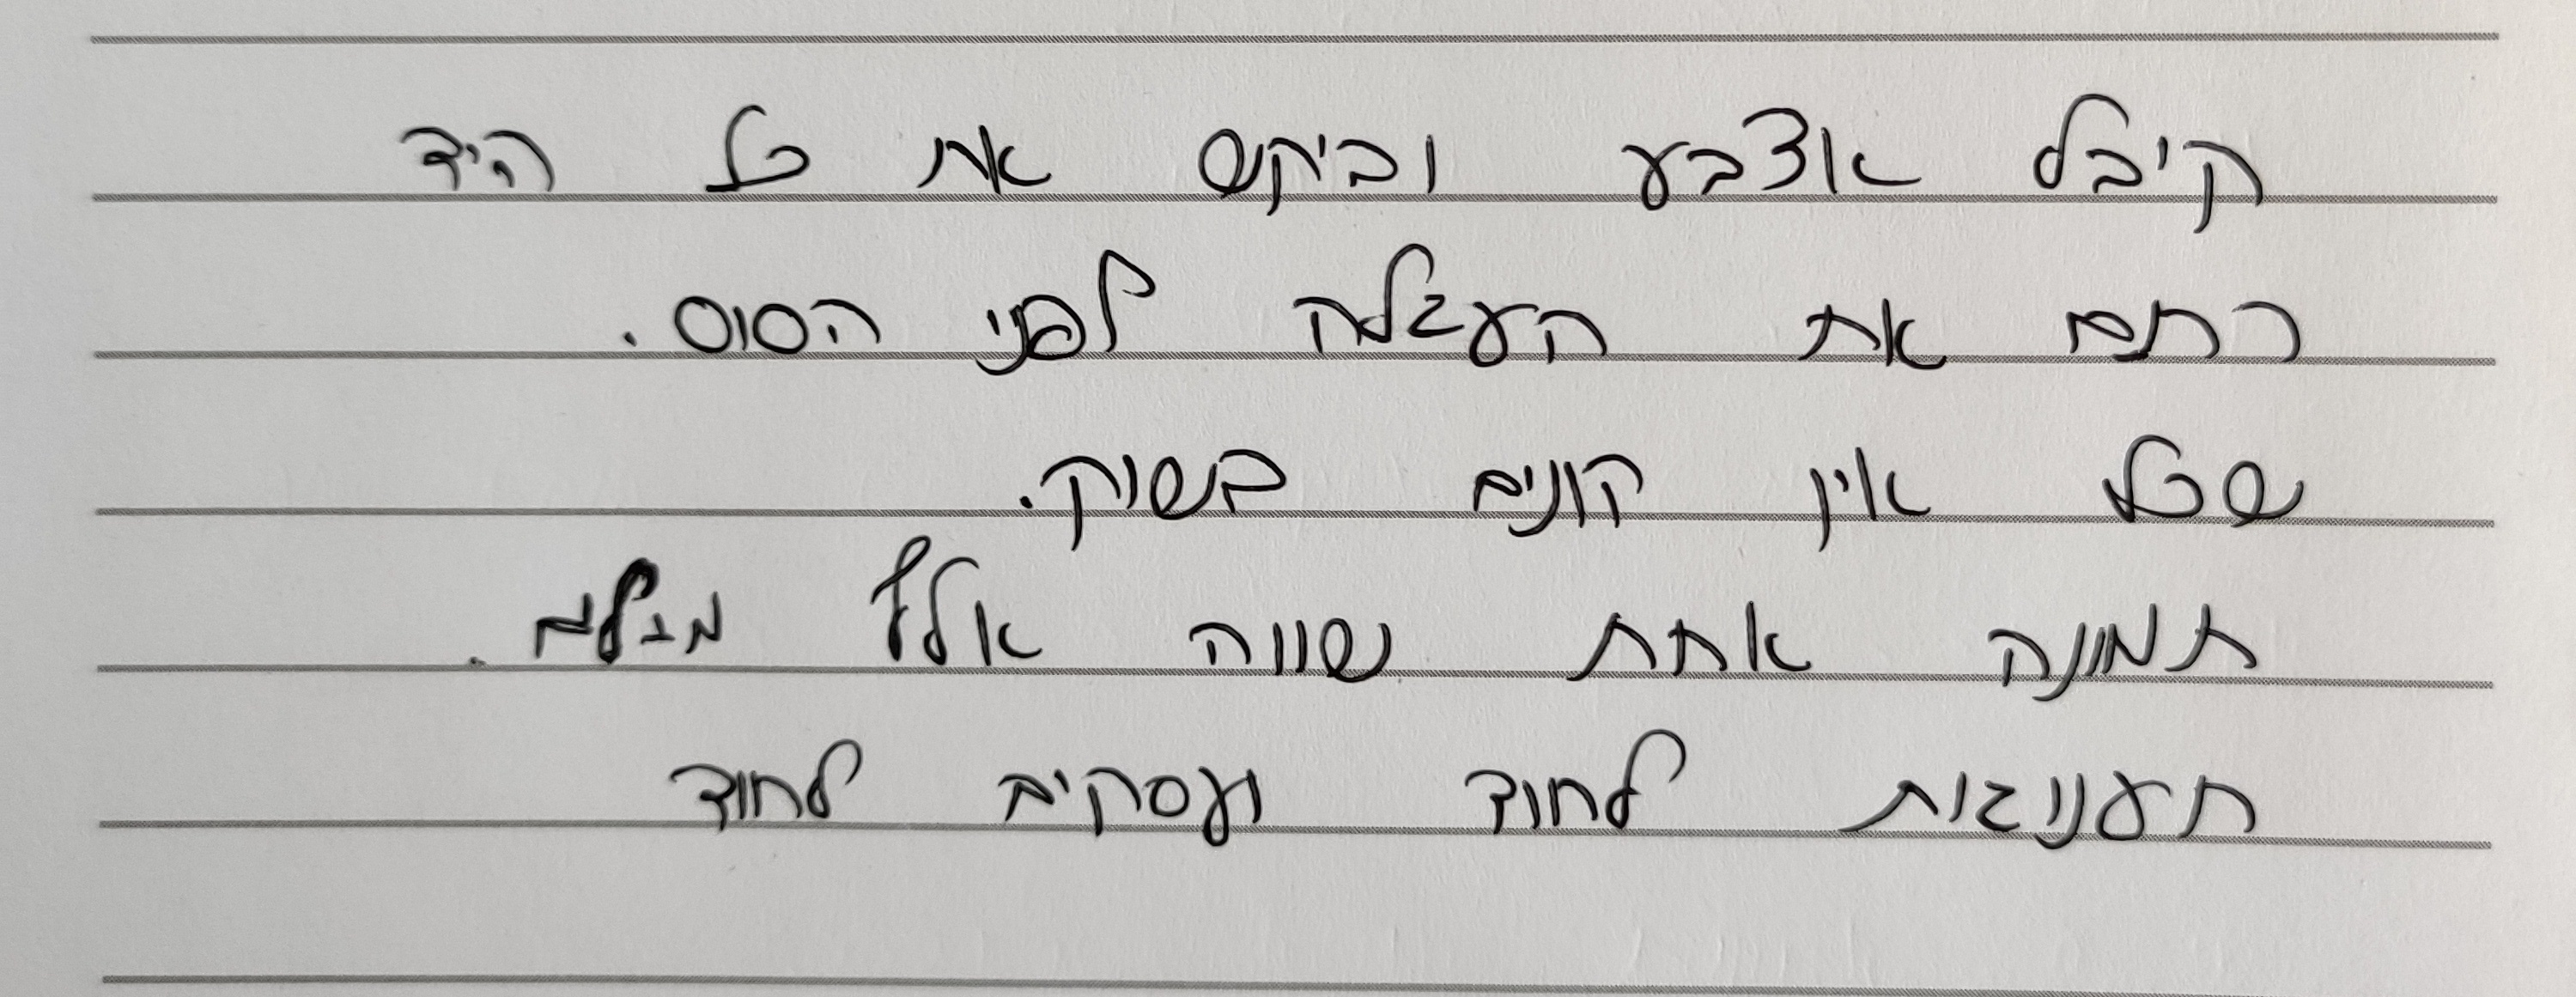 קיבל אצבע וביקש את כל היד
רתם את העגלה לפני הסוס.
שכל אין קונים בשוק.
תמונה אחת שווה אלף מגלם.
תענוגות לחוד ועסקים לחוד